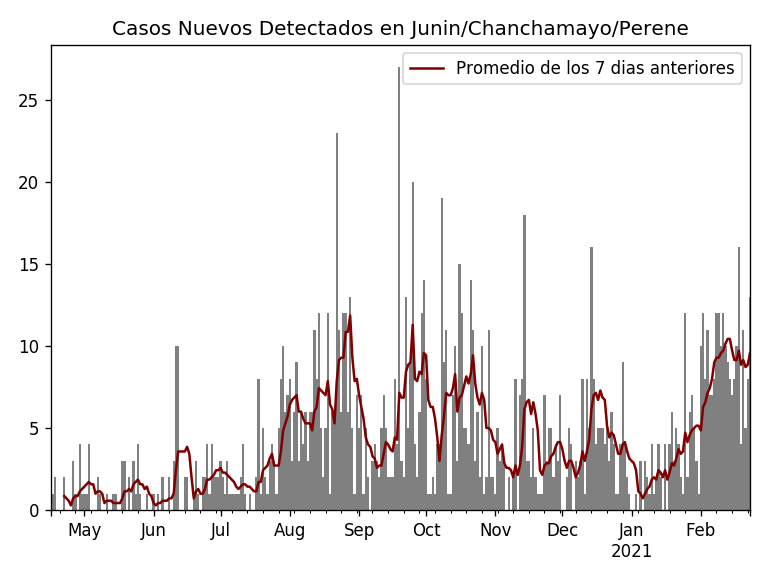 Casos Nuevos Detectados en Junin/Chanchamayo/Perene
Promedio de los 7 dias anteriores
25
20
15
10
5
0
May Jun Jul Aug Sep Oct Nov Dec Jan Feb
2021